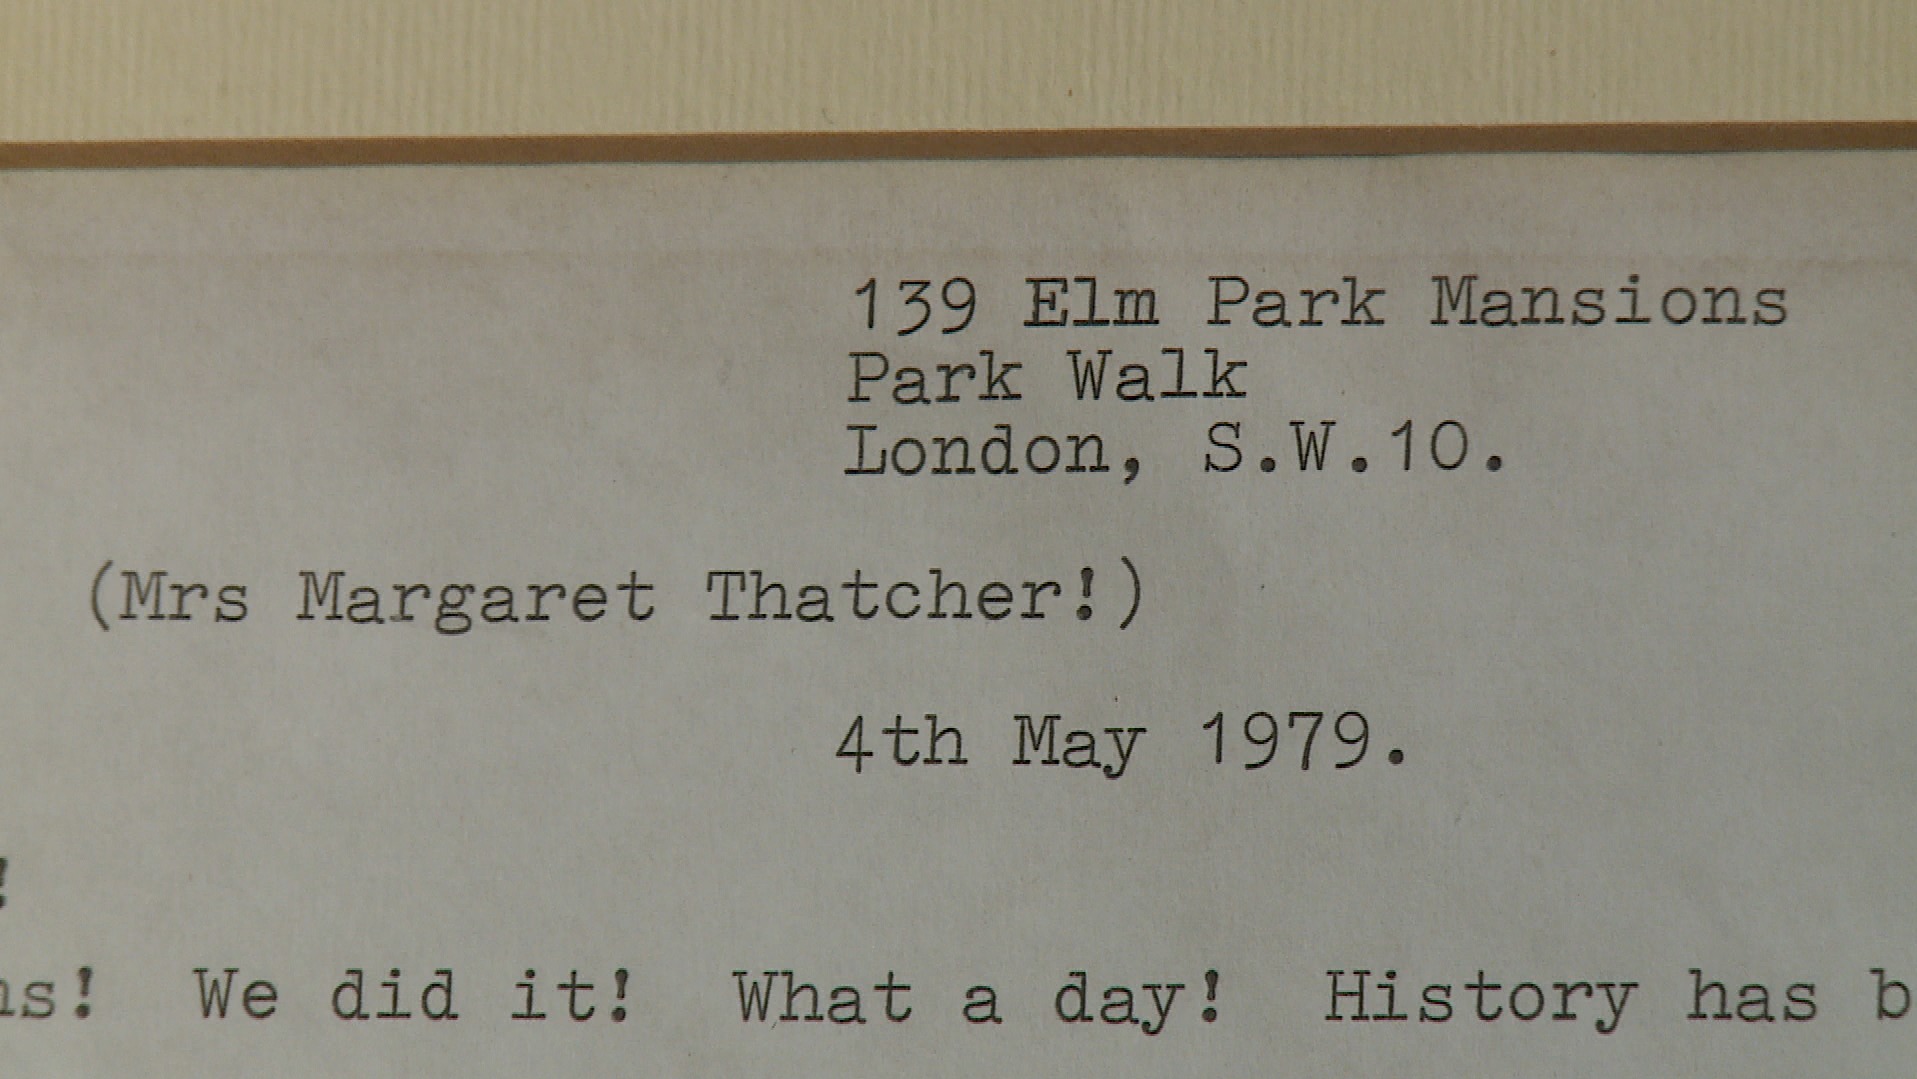 139 Elm Park Mansions
Park Walk
London, S.W.10.
(Mrs Margaret Thatcher!)
4th May 1979.
!
We did it! What a day! History has